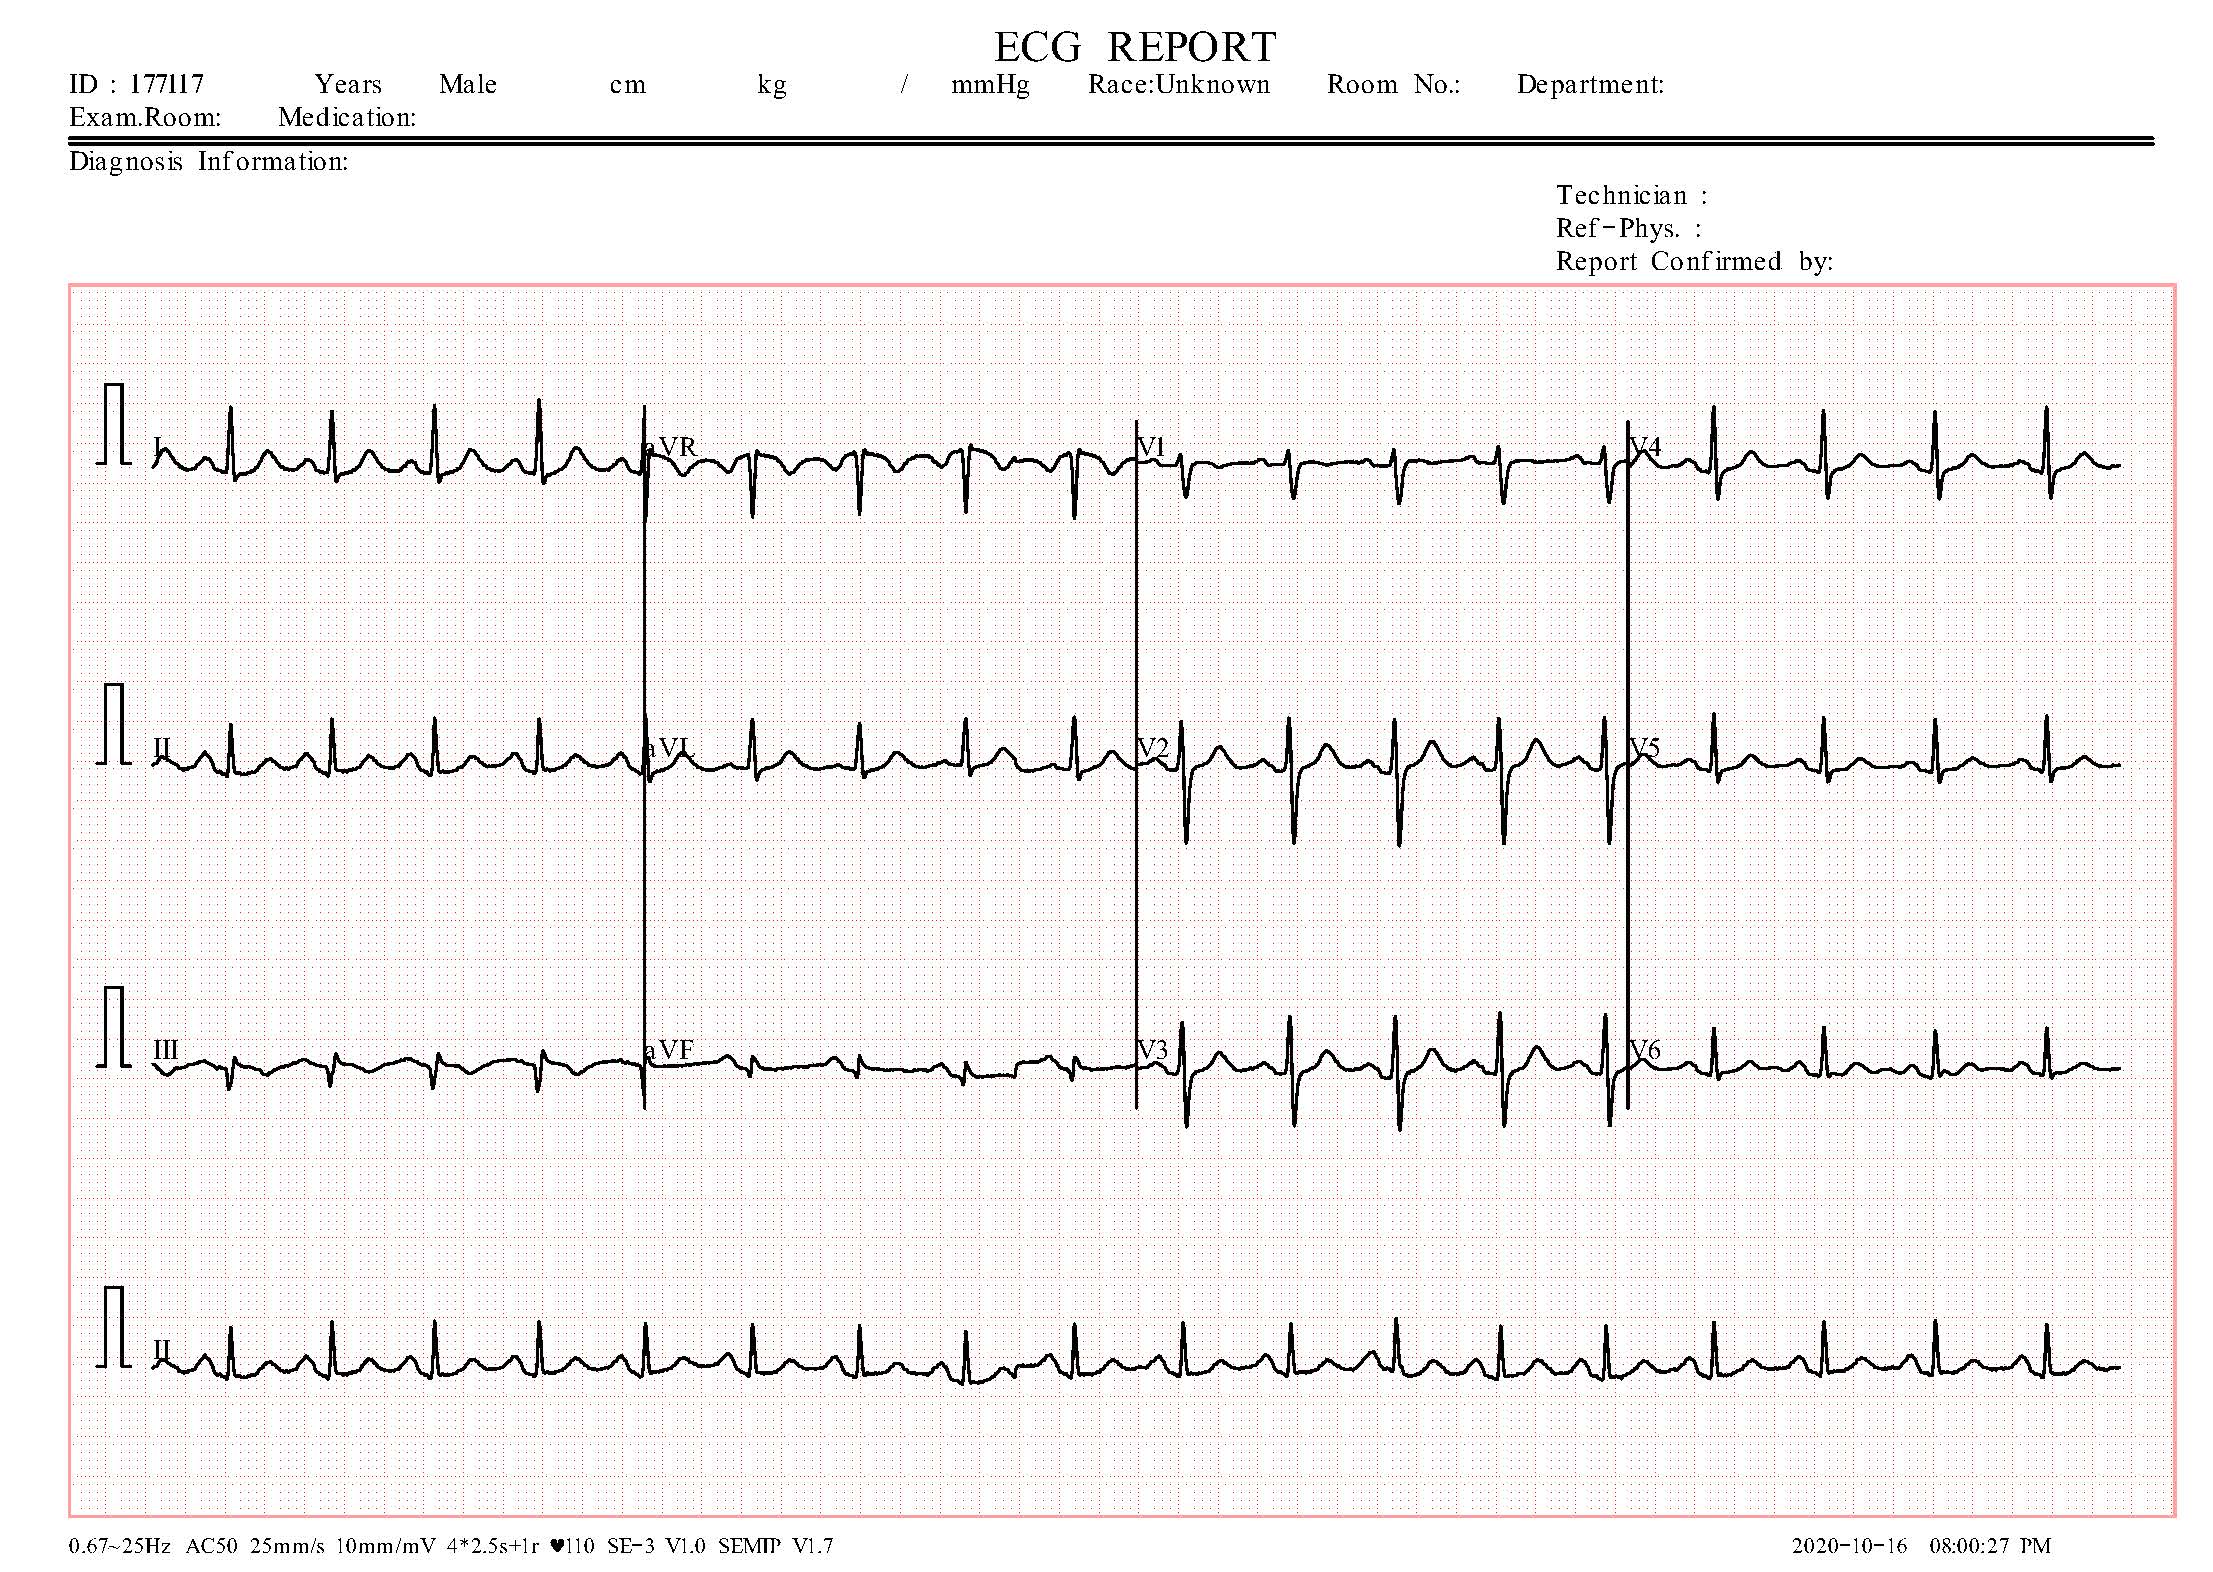 ECG REPORT
ID : 177117 Years Male cm kg / mmHg Race:Unknown Room No.: Department:
Exam.Room: Medication:
Diagnosis Information:
Technician :
Ref-Phys. :
Report Confirmed by:
I aVR V1 V4
II aVL V2 V5
III aVF V3 V6
II
0.67~25Hz AC50 25mm/s 10mm/mV 4*2.5s+1r ♥110 SE-3 V1.0 SEMIP V1.7 2020-10-16 08:00:27 PM